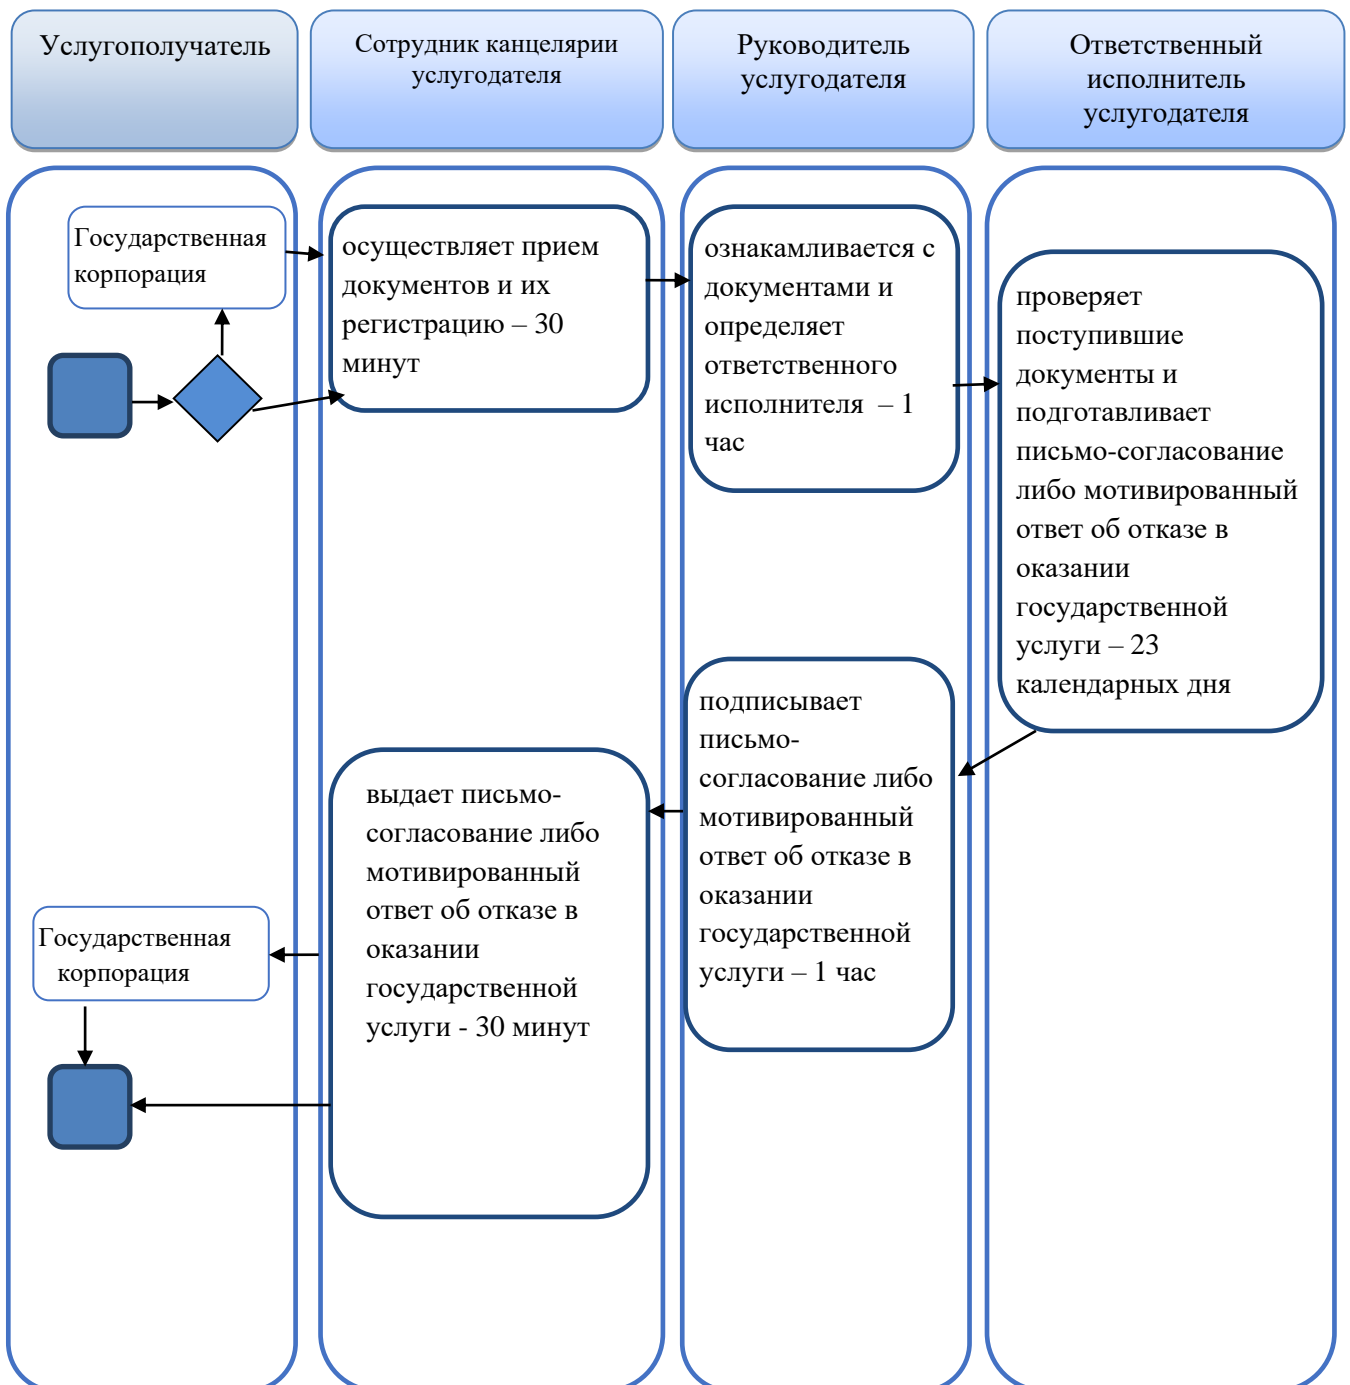 Услугополучатель
Сотрудник канцелярии
услугодателя
Руководитель
услугодателя
Ответственный
исполнитель
услугодателя
Государственная
корпорация
осуществляет прием
документов и их
регистрацию – 30
минут
ознакамливается с
документами и
определяет
ответственного
исполнителя – 1
час
проверяет
поступившие
документы и
подготавливает
письмо-согласование
либо мотивированный
ответ об отказе в
оказании
государственной
услуги – 23
календарных дня
подписывает
письмо-
согласование либо
мотивированный
ответ об отказе в
оказании
государственной
услуги – 1 час
выдает письмо-
согласование либо
мотивированный
ответ об отказе в
оказании
государственной
услуги - 30 минут
Государственная
корпорация